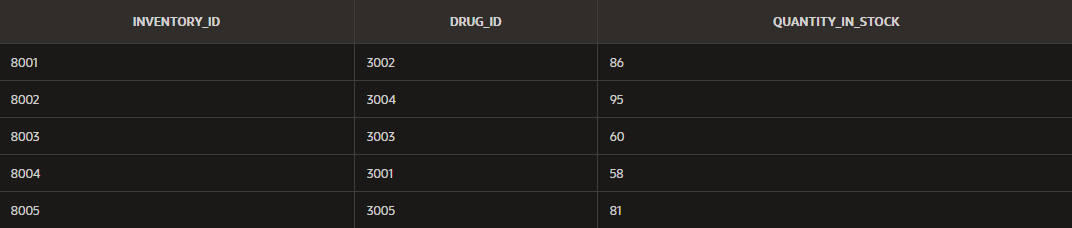 INVENTORY_ID DRUG_ID QUANTITY_IN_STOCK
8001 3002 86
8002 3004 95
8003 3003 60
8004 3001 58
8005 3005 81